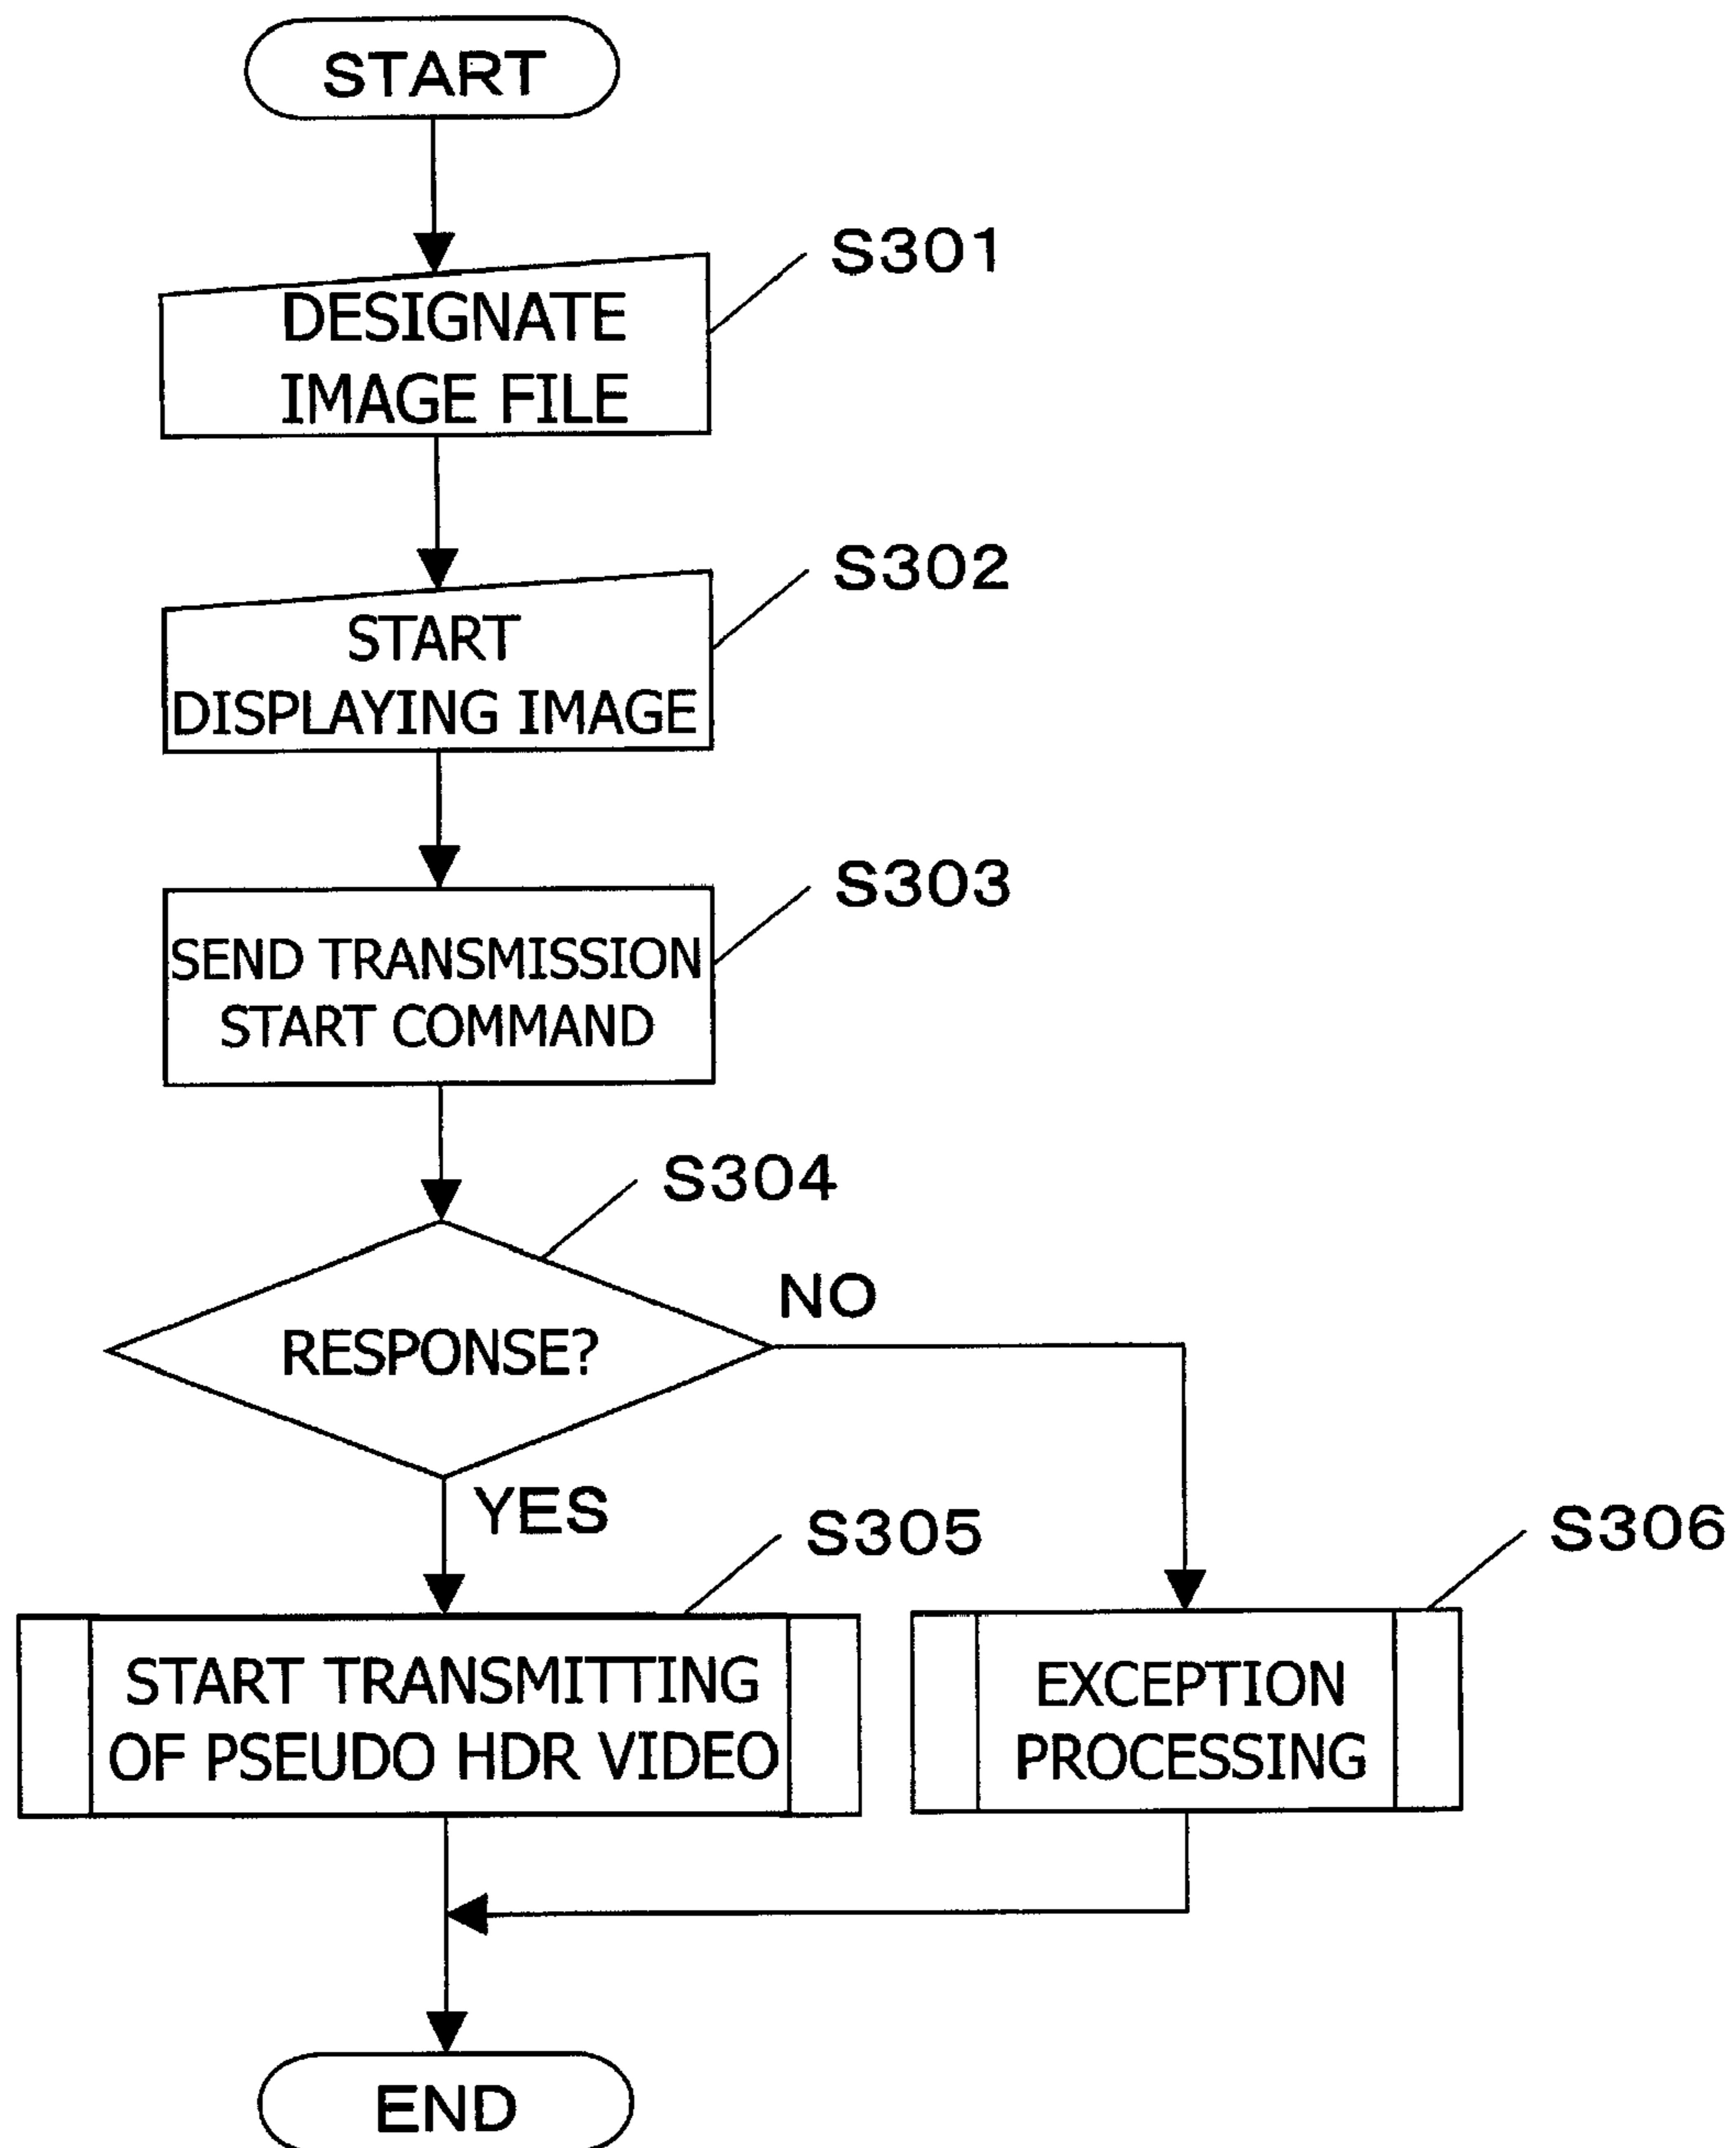 START
S301
DESIGNATE
IMAGE FILE
S302
START
DISPLAYING IMAGE
S303
SEND TRANSMISSION
START COMMAND
S304
RESPONSE?
NO
YES
S305
START TRANSMITTING
OF PSEUDO HDR VIDEO
S306
EXCEPTION
PROCESSING
END